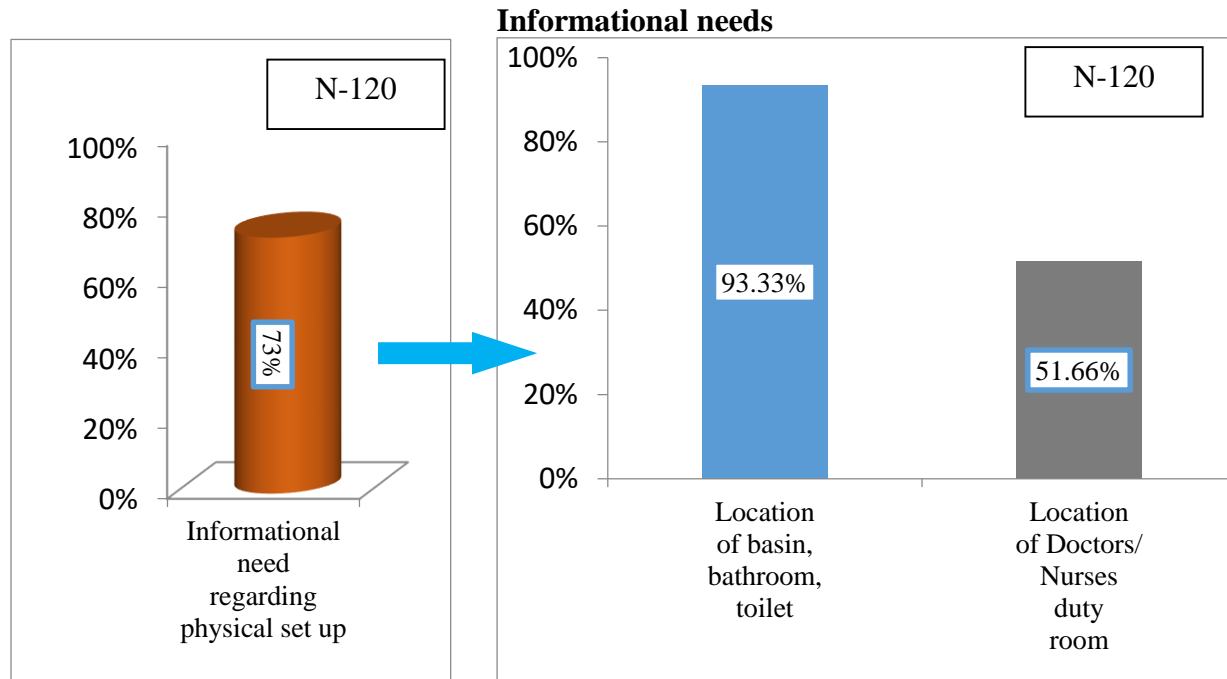 Informational needs
N-120
100%
80%
60%
40%
20%
0%
73%
Informational
need
regarding
physical set up
N-120
100%
80%
60%
40%
20%
0%
93.33%
51.66%
Location
of basin,
bathroom,
toilet
Location
of Doctors/
Nurses
duty
room